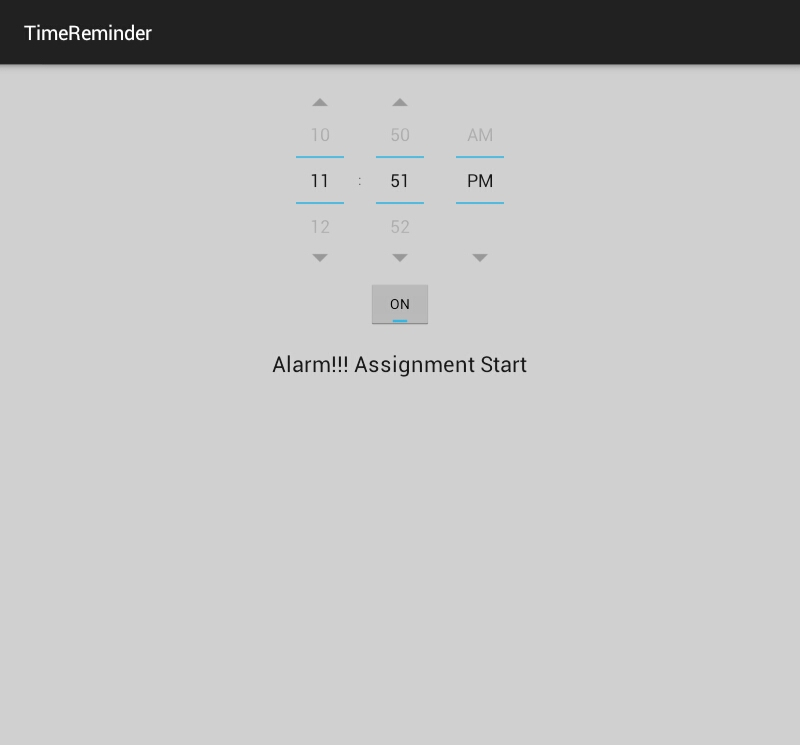 TimeReminder
10 50 AM
11 : 51 PM
12 52
ON
Alarm!!! Assignment Start